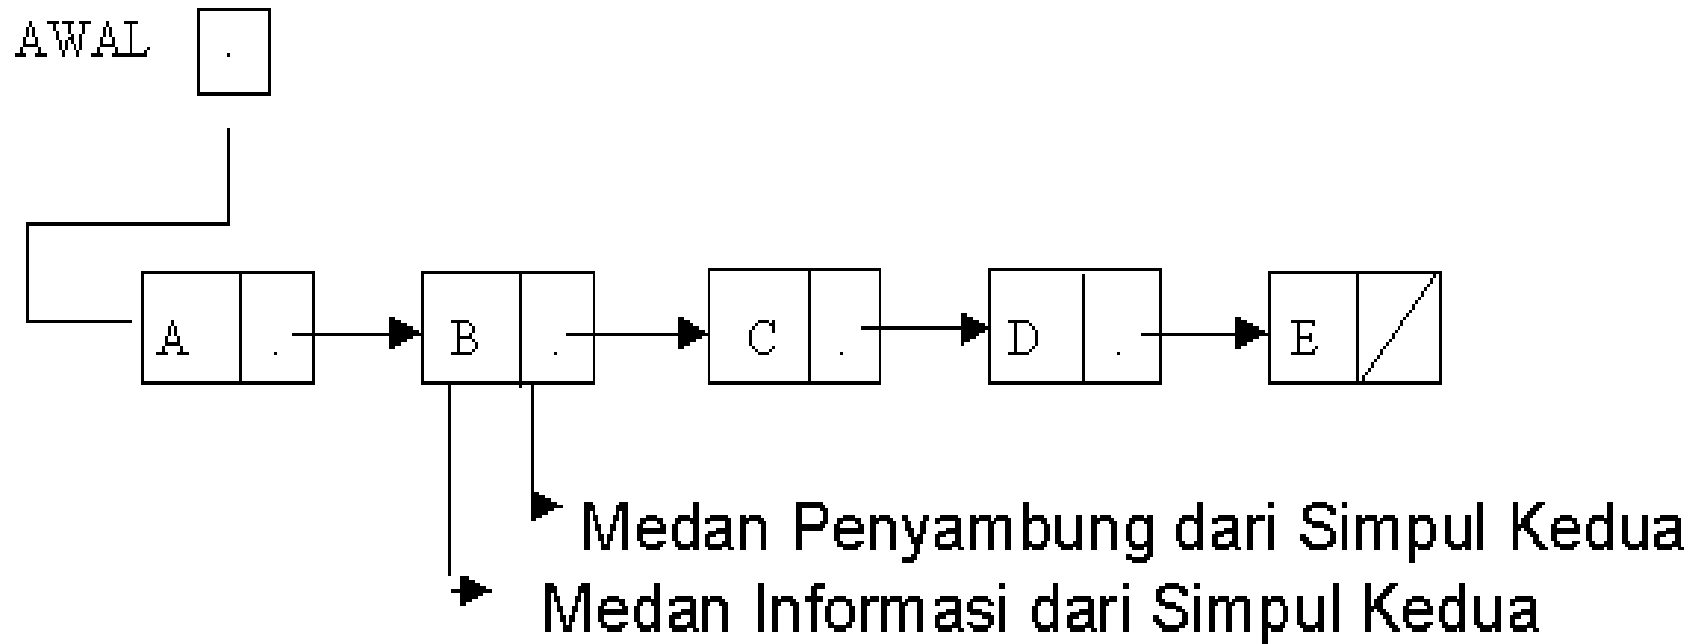 AWAL
A B C D E
Medan Penyambung dari Simpul Kedua
Medan Informasi dari Simpul Kedua